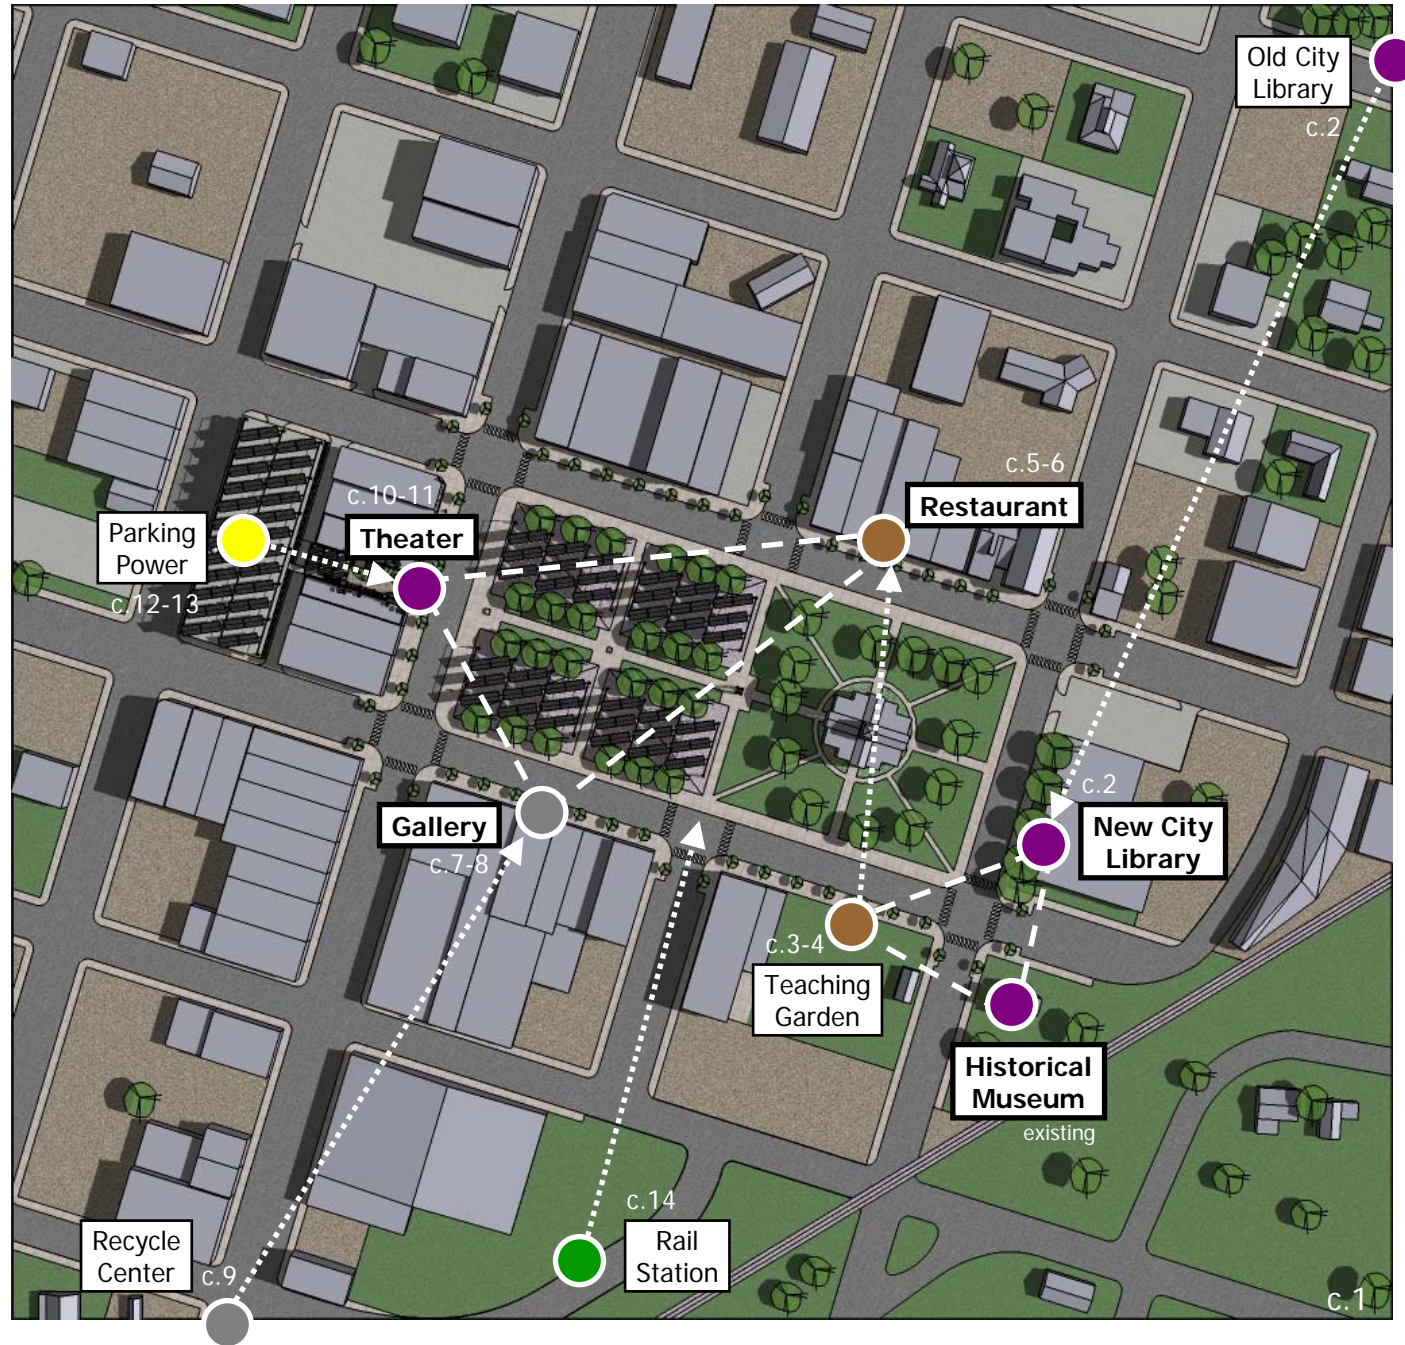 Old City
Library
c.2
c.5-6
Restaurant
c.10-11
Theater
Parking
Power
c.12-13
c.2
New City
Library
Gallery
c.7-8
c.3-4
Teaching
Garden
Historical
Museum
existing
c.14
Rail
Station
Recycle
Center
c.9
c.1